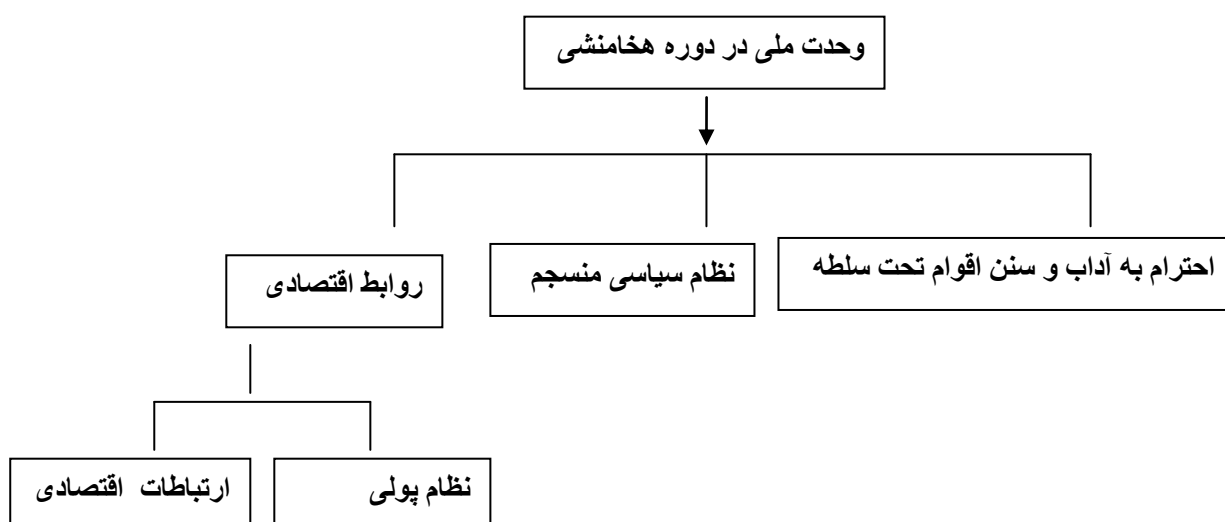 وحدت ملی در دوره هخامنشی
احترام به آداب و سنن اقوام تحت سلطه
نظام سیاسی منسجم
روابط اقتصادی
نظام پولی
ارتباطات اقتصادی